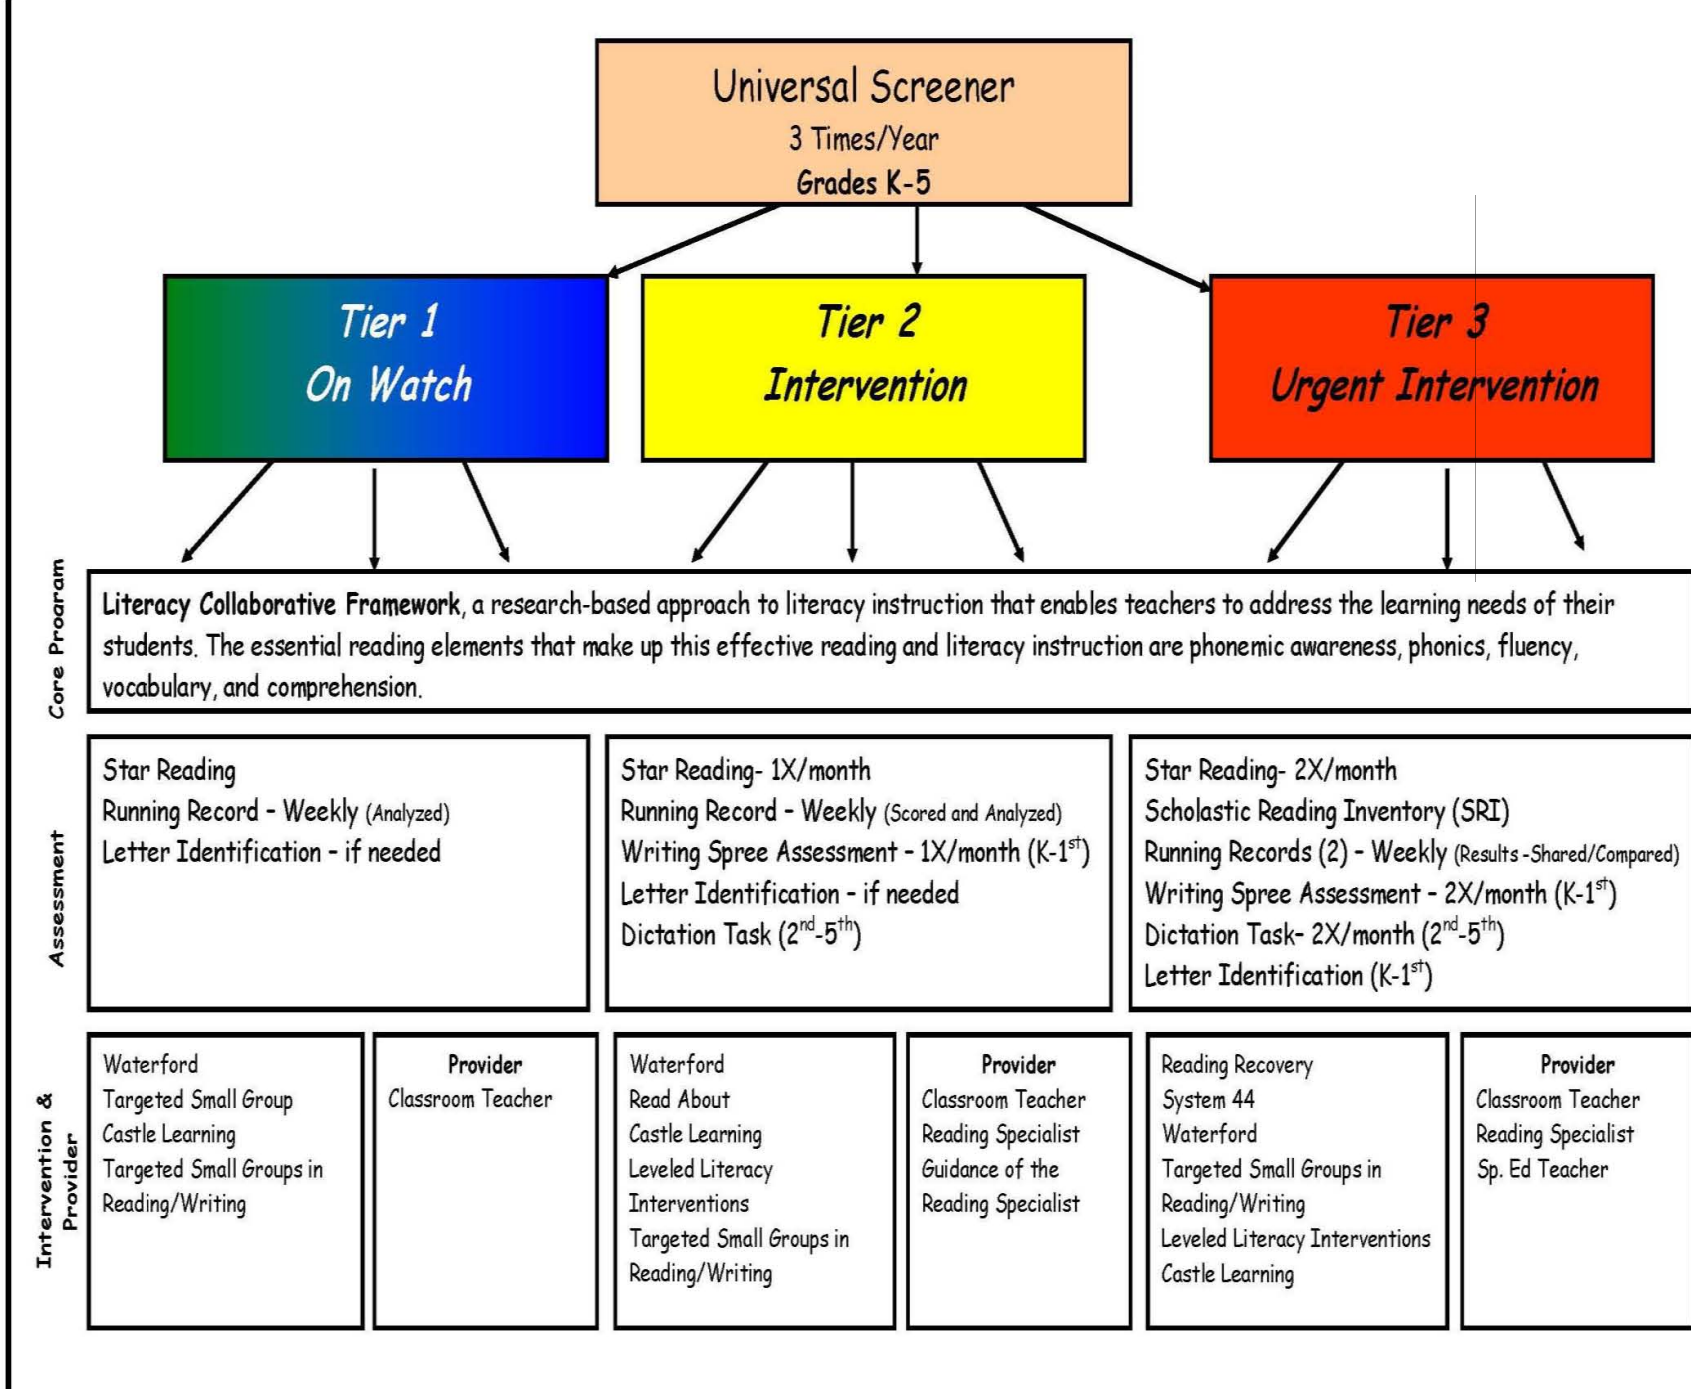 Universal Screener
3 Times/Year
Grades K-5
Tier 1
On Watch
Tier 2
Intervention
Tier 3
Urgent Intervention
Core Program
Literacy Collaborative Framework, a research-based approach to literacy instruction that enables teachers to address the learning needs of their
students. The essential reading elements that make up this effective reading and literacy instruction are phonemic awareness, phonics, fluency,
vocabulary, and comprehension.
Assessment
Star Reading
Running Record – Weekly (Analyzed)
Letter Identification – if needed
Star Reading- 1X/month
Running Record – Weekly (Scored and Analyzed)
Writing Spree Assessment – 1X/month (K-1st)
Letter Identification – if needed
Dictation Task (2nd-5th)
Star Reading- 2X/month
Scholastic Reading Inventory (SRI)
Running Records (2) – Weekly (Results -Shared/Compared)
Writing Spree Assessment – 2X/month (K-1st)
Dictation Task- 2X/month (2nd-5th)
Letter Identification (K-1st)
Intervention &
Provider
Waterford
Targeted Small Group
Castle Learning
Targeted Small Groups in
Reading/Writing
Provider
Classroom Teacher
Waterford
Read About
Castle Learning
Leveled Literacy
Interventions
Targeted Small Groups in
Reading/Writing
Provider
Classroom Teacher
Reading Specialist
Guidance of the
Reading Specialist
Reading Recovery
System 44
Waterford
Targeted Small Groups in
Reading/Writing
Leveled Literacy Interventions
Castle Learning
Provider
Classroom Teacher
Reading Specialist
Sp. Ed Teacher